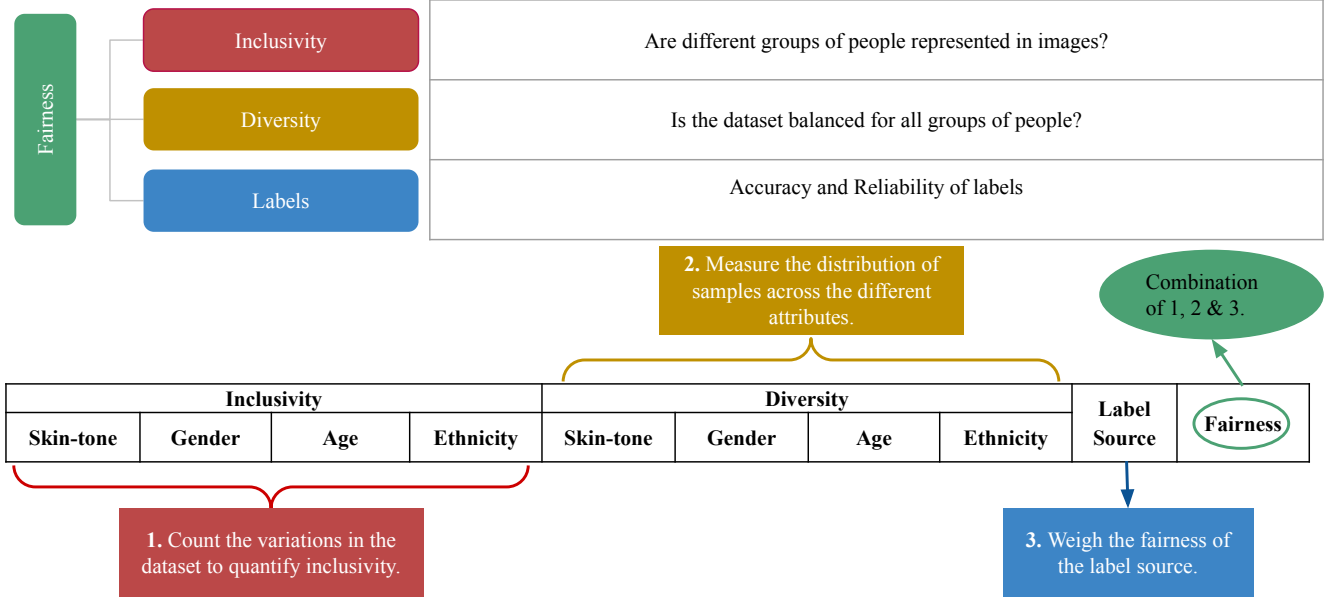 Fairness
Inclusivity
Are different groups of people represented in images?
Diversity
Is the dataset balanced for all groups of people?
Labels
Accuracy and Reliability of labels
2. Measure the distribution of
samples across the different
attributes.
Combination
of 1, 2 & 3.
Inclusivity
Diversity
Label
Source
Fairness
Skin-tone
Gender
Age
Ethnicity
Skin-tone
Gender
Age
Ethnicity
1. Count the variations in the
dataset to quantify inclusivity.
3. Weigh the fairness of
the label source.